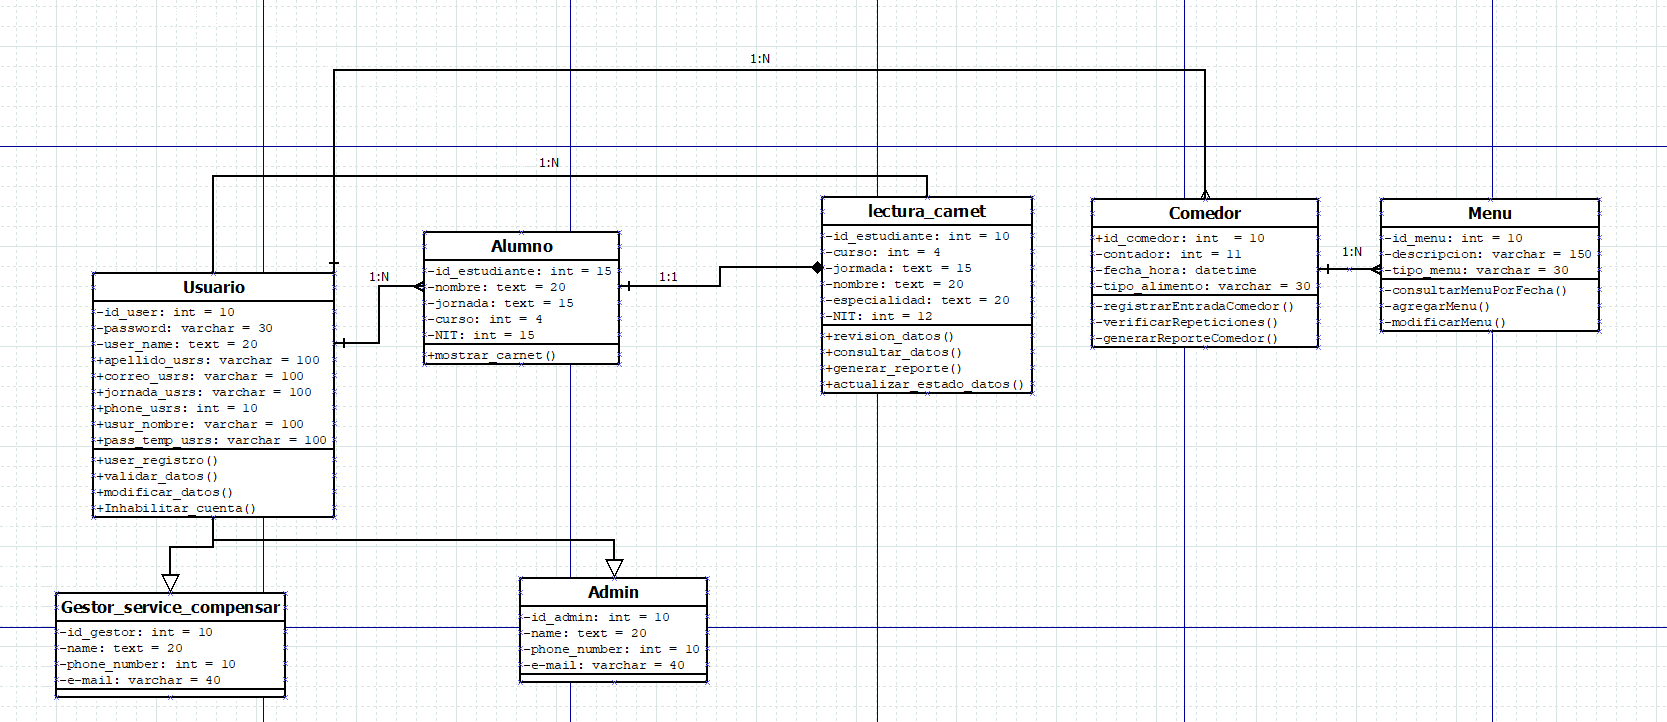 1:N
1:N
lectura_carnet
-id_estudiante: int = 10
-curso: int = 4
-jornada: text = 15
-nombre: text = 20
-especialidad: text = 20
-NIT: int = 12
+revision_datos()
+consultar_datos()
+generar_reporte()
+actualizar_estado_datos()
Comedor
+id_comedor: int  = 10
-contador: int = 11
-fecha_hora: datetime
-tipo_alimento: varchar = 30
-registrarEntradaComedor()
-verificarRepeticiones()
-generarReporteComedor()
1:N
Menu
-id_menu: int = 10
-descripcion: varchar = 150
-tipo_menu: varchar = 30
-consultarMenuPorFecha()
-agregarMenu()
-modificarMenu()
Alumno
-id_estudiante: int = 15
-nombre: text = 20
-jornada: text = 15
-curso: int = 4
-NIT: int = 15
+mostrar_carnet()
1:N
1:1
Usuario
-id_user: int = 10
-password: varchar = 30
-user_name: text = 20
+apellido_usrs: varchar = 100
+correo_usrs: varchar = 100
+jornada_usrs: varchar = 100
+phone_usrs: int = 10
+usur_nombre: varchar = 100
+pass_temp_usrs: varchar = 100
+user_registro()
+validar_datos()
+modificar_datos()
+Inhabilitar_cuenta()
Gestor_service_compensar
-id_gestor: int = 10
-name: text = 20
-phone_number: int = 10
-e-mail: varchar = 40
Admin
-id_admin: int = 10
-name: text = 20
-phone_number: int = 10
-e-mail: varchar = 40